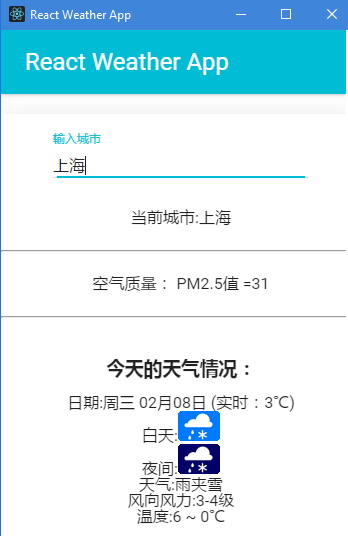 React Weather App
React Weather App
输入城市
上海
当前城市:上海
空气质量： PM2.5值 =31
今天的天气情况：
日期:周三 02月08日 (实时：3℃)
白天:
夜间:
天气:雨夹雪
风向风力:3-4级
温度:6 ~ 0℃